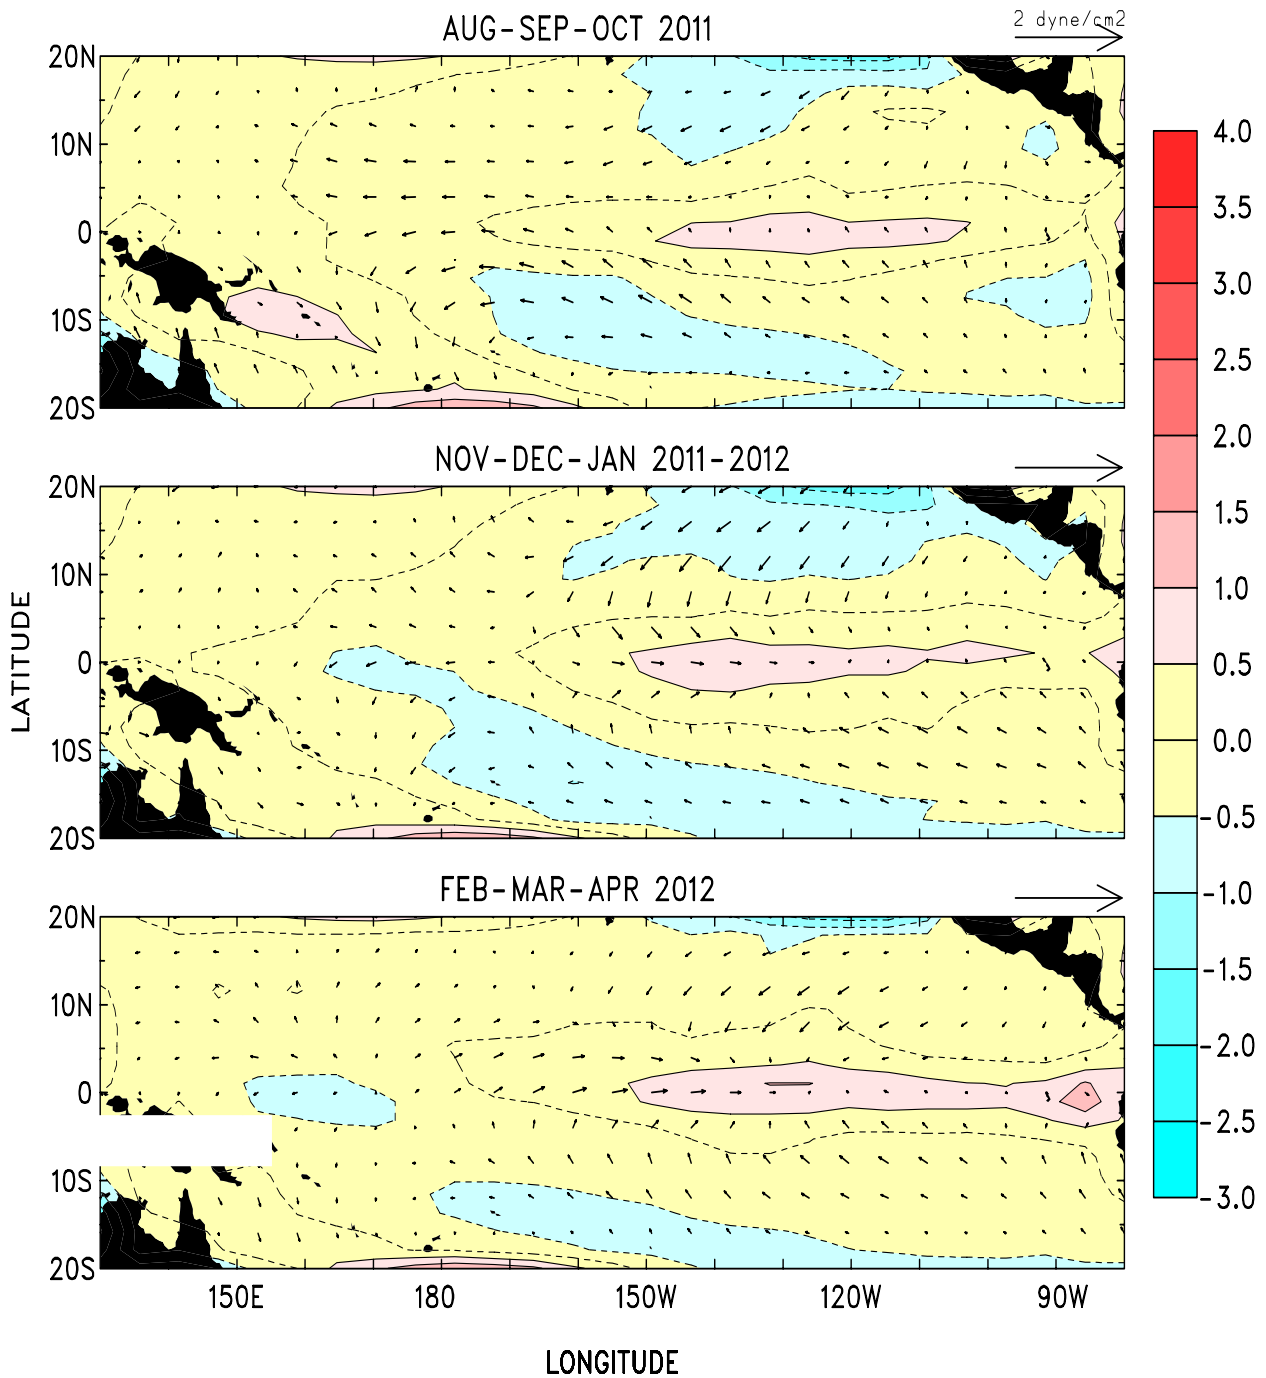 AUG-SEP-OCT 2011
2 dyne/cm2
20N
10N
0
10S
20S
NOV-DEC-JAN 2011-2012
20N
10N
0
10S
20S
LATITUDE
FEB-MAR-APR 2012
20N
10N
0
10S
20S
150E 180 150W 120W 90W
LONGITUDE
4.0
3.5
3.0
2.5
2.0
1.5
1.0
0.5
0.0
-0.5
-1.0
-1.5
-2.0
-2.5
-3.0